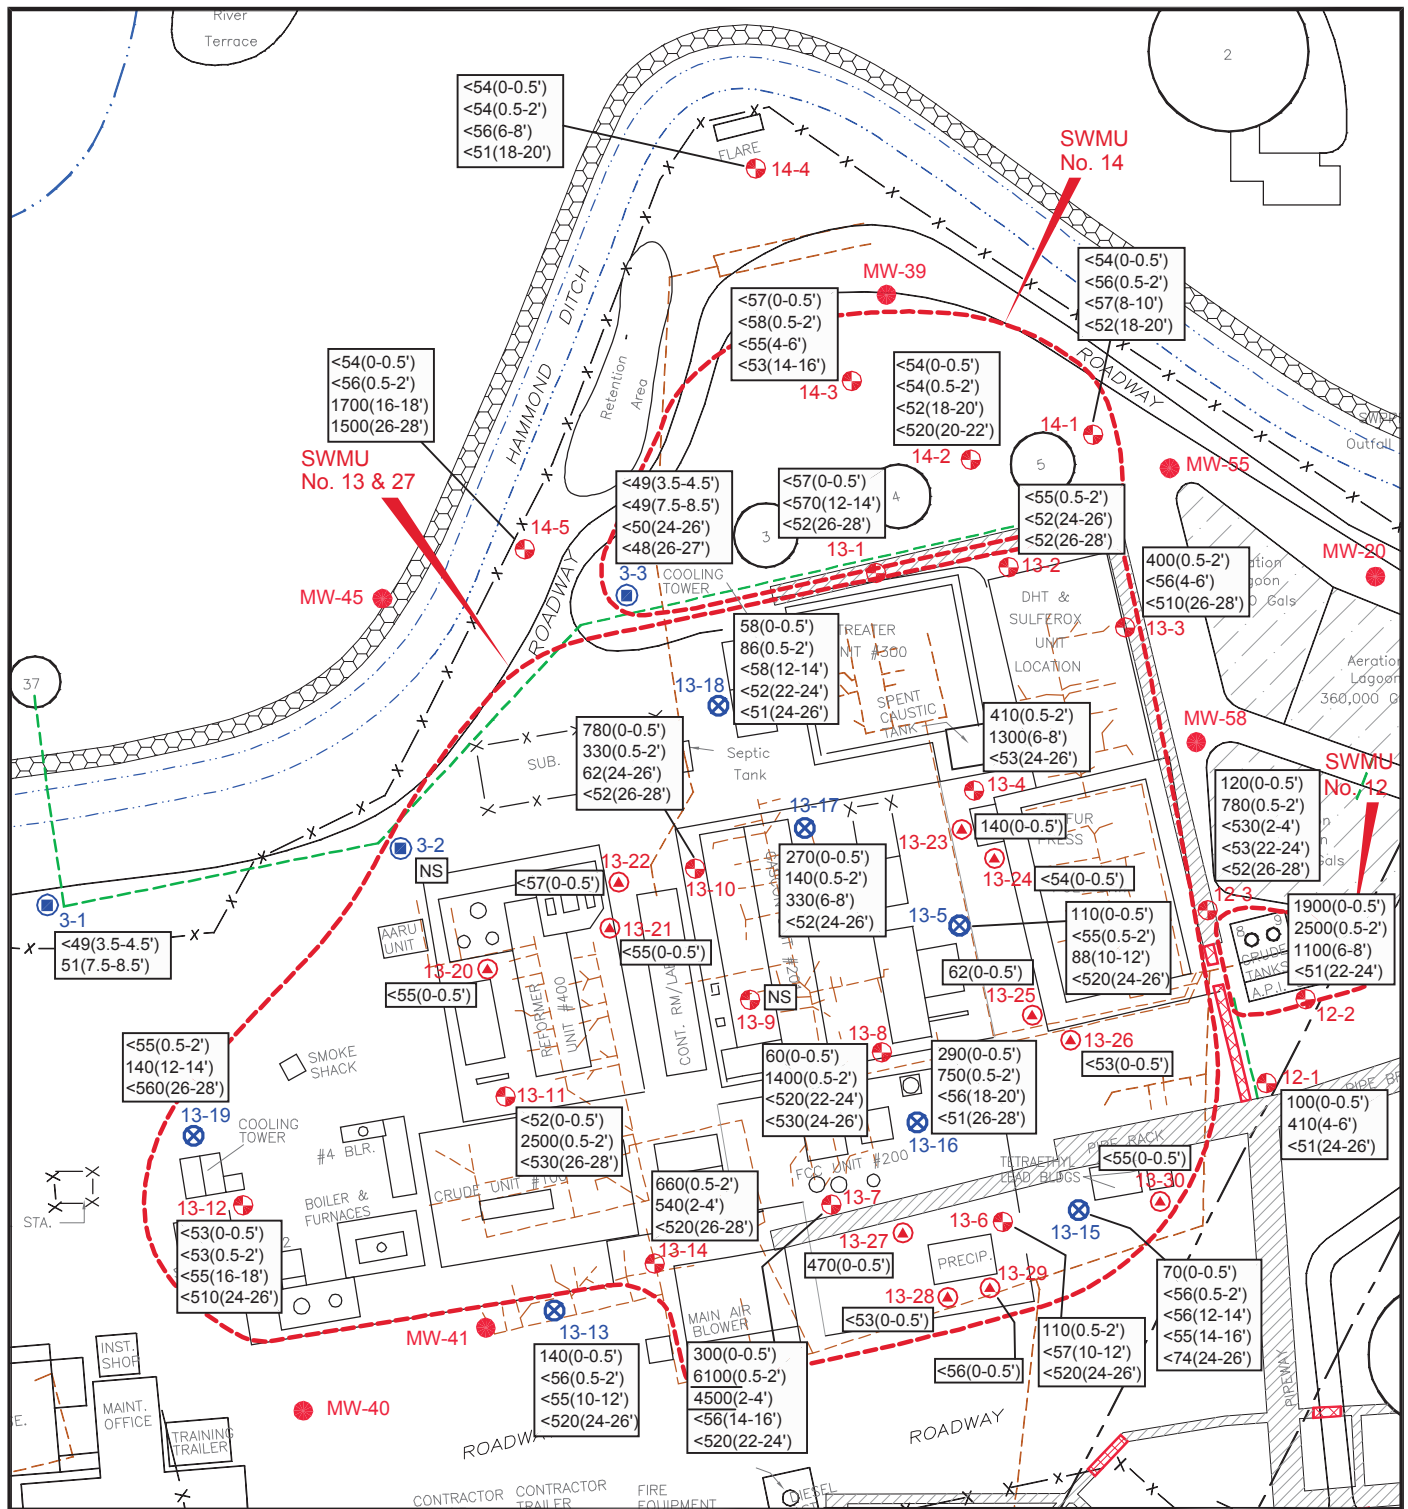 River
Terrace
2
<54(0-0.5')
<54(0.5-2')
<56(6-8')
<51(18-20')
FLARE
14-4
SWMU
No. 14
HAMMOND DITCH
Retention
Area
MW-39
<54(0-0.5')
<56(0.5-2')
<57(8-10')
<52(18-20')
<57(0-0.5')
<58(0.5-2')
<55(4-6')
<53(14-16')
14-3
ROADWAY
<54(0-0.5')
<54(0.5-2')
<52(18-20')
<520(20-22')
14-2
14-1
<54(0-0.5')
<56(0.5-2')
1700(16-18')
1500(26-28')
SWMU
No. 13 & 27
14-5
Outfall
MW-55
5
4
3
<49(3.5-4.5')
<49(7.5-8.5')
<50(24-26')
<48(26-27')
<57(0-0.5')
<570(12-14')
<52(26-28')
<55(0.5-2')
<52(24-26')
<52(26-28')
13-1
13-2
3-3
COOLING
TOWER
MW-45
ROADWAY
MW-20
400(0.5-2')
<56(4-6')
<510(26-28')
13-3
DHT &
SULFEROX
UNIT
LOCATION
37
58(0-0.5')
86(0.5-2')
<58(12-14')
<52(22-24')
<51(24-26')
TREATER
#300
SPENT
CAUSTIC
TANK
13-18
Aeration
Lagoon
360,000
MW-58
SUB.
780(0-0.5')
330(0.5-2')
62(24-26')
<52(26-28')
Septic
Tank
410(0.5-2')
1300(6-8')
<53(24-26')
13-4
SWMU
No. 12
120(0-0.5')
780(0.5-2')
<530(2-4')
<53(22-24')
<52(26-28')
13-17
13-23
140(0-0.5')
13-24
<54(0-0.5')
3-2
NS
13-22
<57(0-0.5')
13-10
270(0-0.5')
140(0.5-2')
330(6-8')
<52(24-26')
13-5
110(0-0.5')
<55(0.5-2')
88(10-12')
<520(24-26')
12-3
1900(0-0.5')
2500(0.5-2')
1100(6-8')
<51(22-24')
8
9
CRUDE
TANKS
A.P.I.
12-2
3-1
<49(3.5-4.5')
51(7.5-8.5')
AARU
UNIT
13-21
<55(0-0.5')
13-20
<55(0-0.5')
REFORMER
UNIT #400
CONT. RM/LAB
NS
13-9
62(0-0.5')
13-25
13-26
<53(0-0.5')
13-8
<55(0.5-2')
140(12-14')
<560(26-28')
13-19
SMOKE
SHACK
COOLING
TOWER
13-11
<52(0-0.5')
2500(0.5-2')
<530(26-28')
60(0-0.5')
1400(0.5-2')
<520(22-24')
<530(24-26')
290(0-0.5')
750(0.5-2')
<56(18-20')
<51(26-28')
13-16
12-1
100(0-0.5')
410(4-6')
<51(24-26')
#4 BLR.
BOILER &
FURNACES
CRUDE UNIT #100
FCC UNIT #200
PIPE RACK
TETRAETHYL
LEAD BLDGS
<55(0-0.5')
13-30
13-15
STA.
13-12
<53(0-0.5')
<53(0.5-2')
<55(16-18')
<510(24-26')
660(0.5-2')
540(2-4')
<520(26-28')
13-14
13-7
13-6
13-27
470(0-0.5')
PRECIP.
13-29
13-28
<53(0-0.5')
70(0-0.5')
<56(0.5-2')
<56(12-14')
<55(14-16')
<74(24-26')
MW-41
13-13
MAIN AIR
BLOWER
140(0-0.5')
<56(0.5-2')
<55(10-12')
<520(24-26')
300(0-0.5')
6100(0.5-2')
4500(2-4')
<56(14-16')
<520(22-24')
110(0.5-2')
<57(10-12')
<520(24-26')
<56(0-0.5')
PIPEWAY
INST.
SHOP
MAINT.
OFFICE
TRAINING
TRAILER
MW-40
ROADWAY
ROADWAY
CONTRACTOR
CONTRACTOR
TRAILER
FIRE
EQUIPMENT
DIESEL